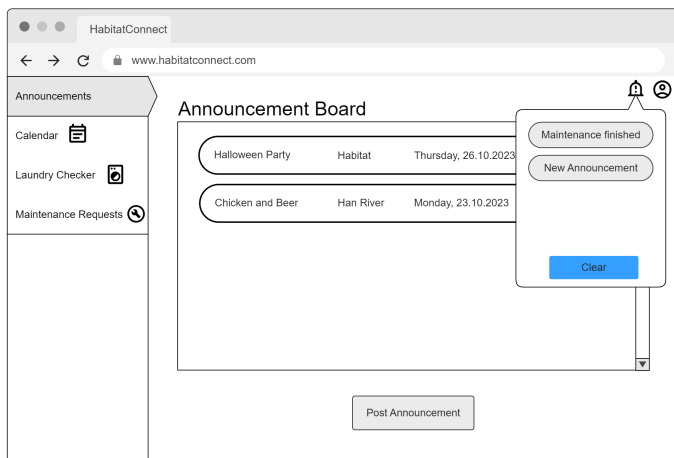 HabitatConnect
www.habitatconnect.com
Announcements
Calendar
Laundry Checker
Maintenance Requests
Announcement Board
Halloween Party Habitat Thursday, 26.10.2023
Chicken and Beer Han River Monday, 23.10.2023
Maintenance finished
New Announcement
Clear
Post Announcement